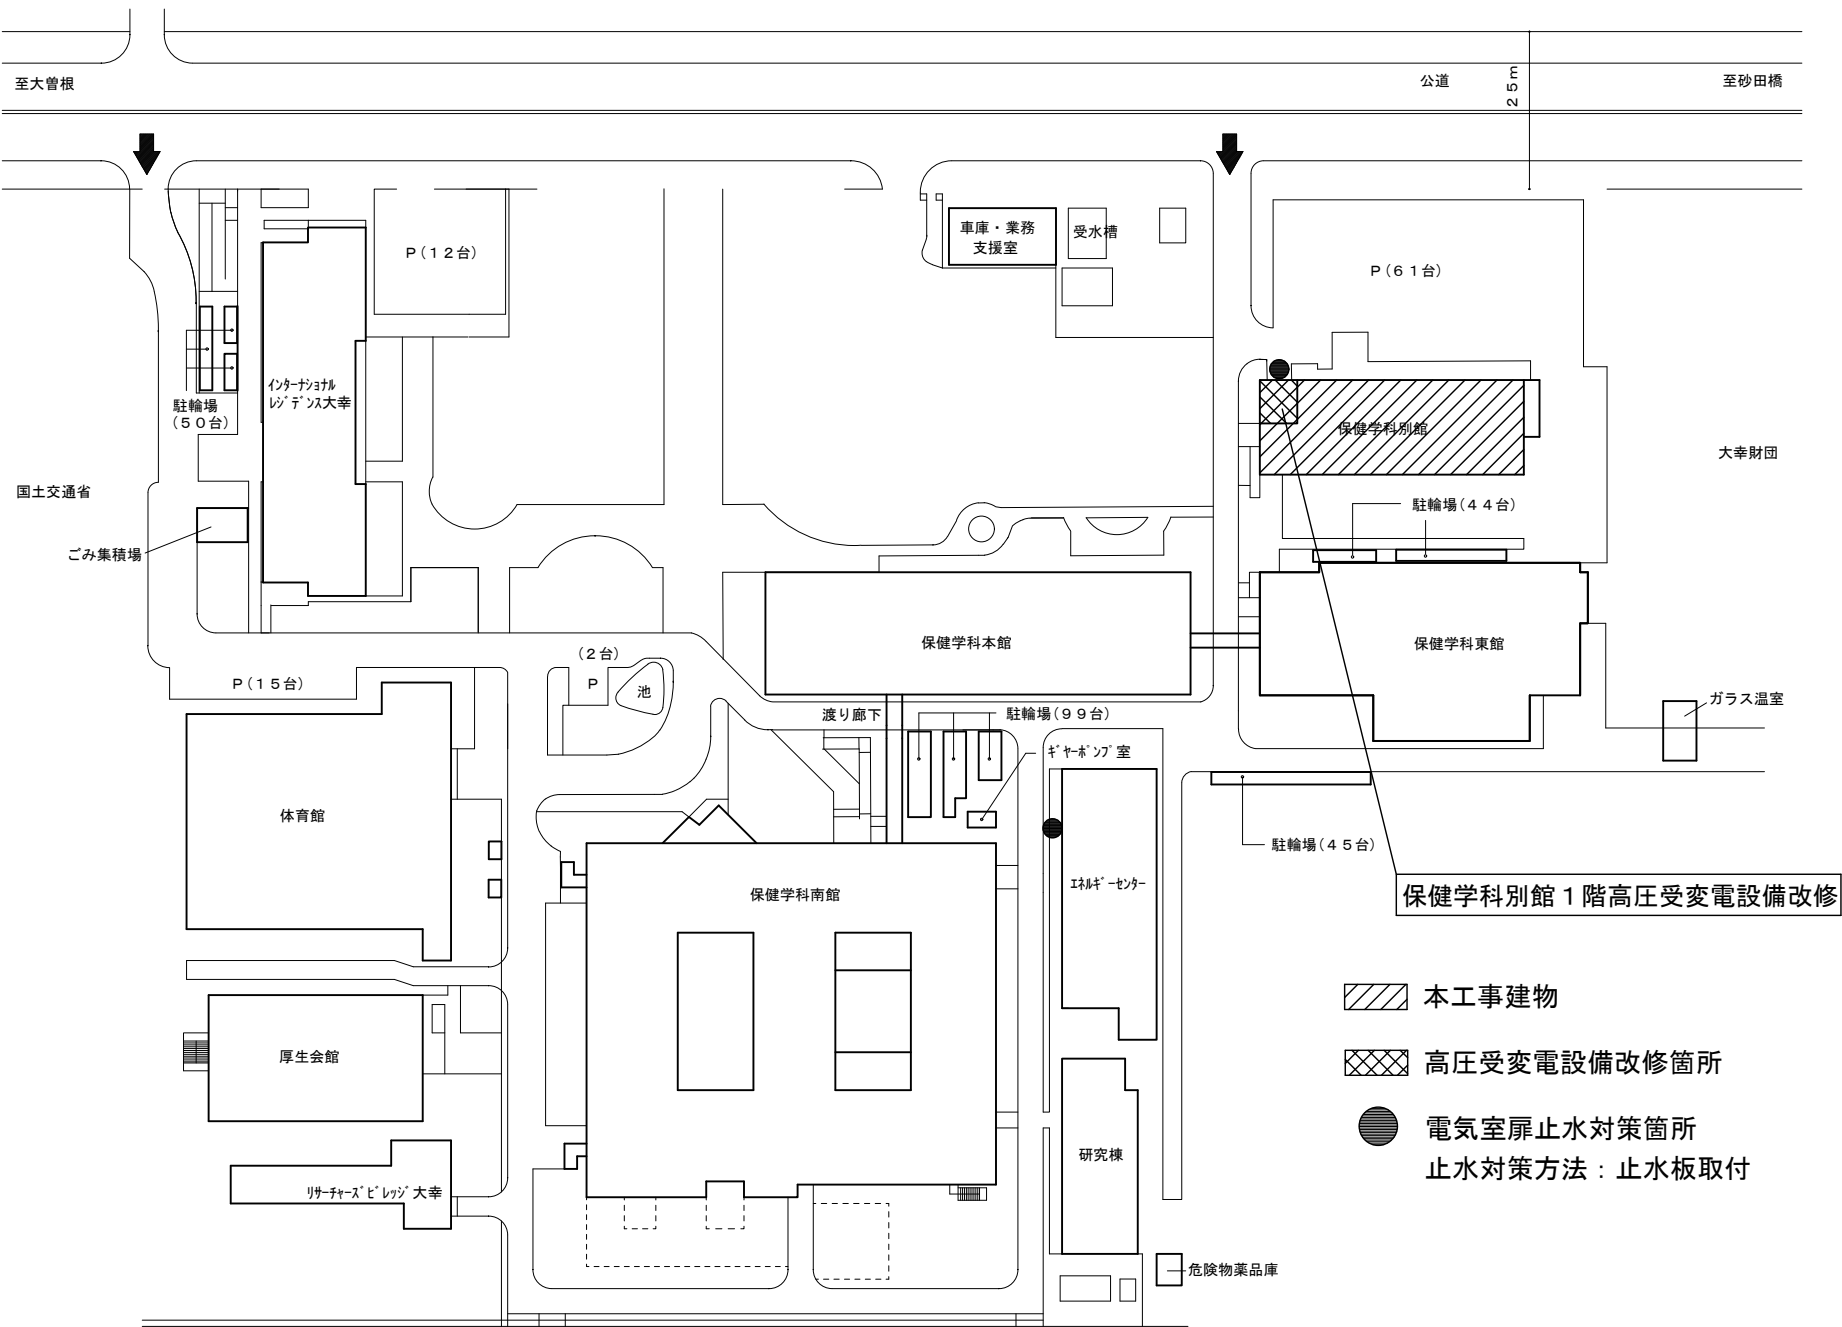 至大曽根
公道
25m
至砂田橋
車庫・業務
支援室
受水槽
P(12台)
P(61台)
インターナショナル
レジデンス大幸
駐輪場
(50台)
保健学科別館
大幸財団
国土交通省
駐輪場(44台)
ごみ集積場
保健学科本館
保健学科東館
(2台)
P
池
P(15台)
ガラス温室
渡り廊下
駐輪場(99台)
ギヤーポンプ室
体育館
駐輪場(45台)
エネルギーセンター
保健学科南館
保健学科別館1階高圧受変電設備改修
本工事建物
厚生会館
高圧受変電設備改修箇所
電気室扉止水対策箇所
止水対策方法:止水板取付
研究棟
リサーチャーズビレッジ大幸
危険物薬品庫